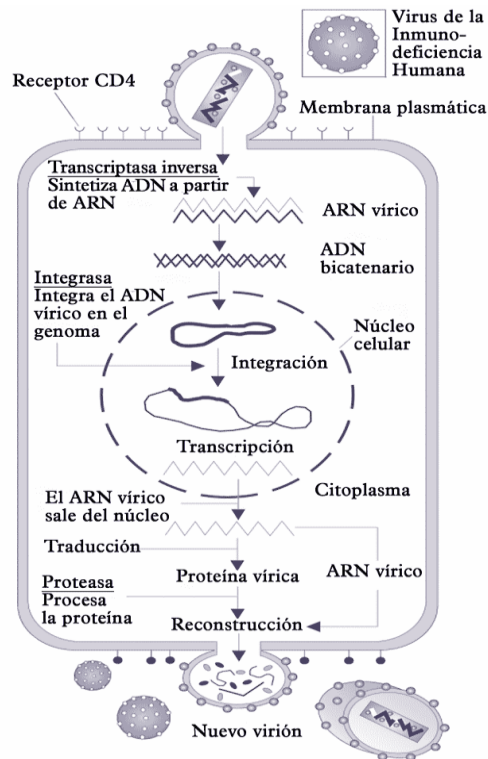 Virus de la
Inmuno-
deficiencia
Humana
Receptor CD4
Membrana plasmática
Transcriptasa inversa
Sintetiza ADN a partir
de ARN
ARN vírico
ADN
bicatenario
Integrasa
Integra el ADN
vírico en el
genoma
Núcleo
celular
Integración
Transcripción
Citoplasma
El ARN vírico
sale del núcleo
Traducción
Proteína vírica
ARN vírico
Proteasa
Procesa
la proteína
Reconstrucción
Nuevo virión